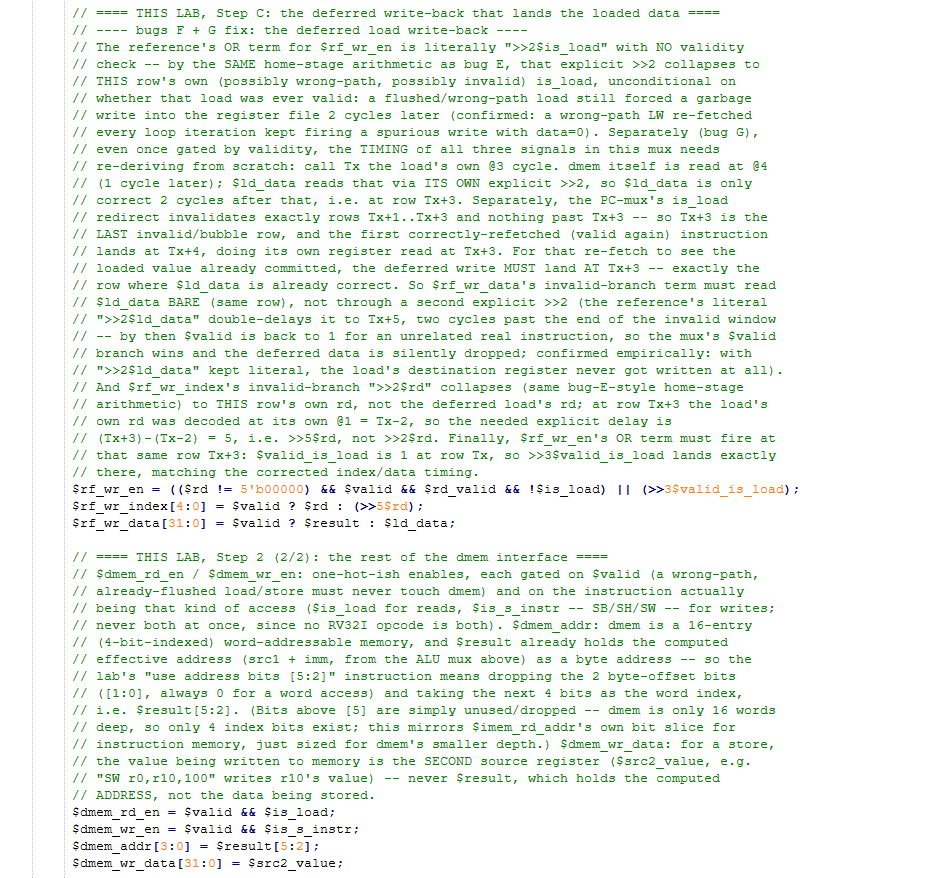 // ==== THIS LAB, Step C: the deferred write-back that lands the loaded data ====
// ---- bugs F + G fix: the deferred load write-back ----
// The reference's OR term for $rf_wr_en is literally ">>2$is_load" with NO validity
// check -- by the SAME home-stage arithmetic as bug E, that explicit >>2 collapses to
// THIS row's own (possibly wrong-path, possibly invalid) is_load, unconditional on
// whether that load was ever valid: a flushed/wrong-path load still forced a garbage
// write into the register file 2 cycles later (confirmed: a wrong-path LW re-fetched
// every loop iteration kept firing a spurious write with data=0). Separately (bug G),
// even once gated by validity, the TIMING of all three signals in this mux needs
// re-deriving from scratch: call Tx the load's own @3 cycle. dmem itself is read at @4
// (1 cycle later); $ld_data reads that via ITS OWN explicit >>2, so $ld_data is only
// correct 2 cycles after that, i.e. at row Tx+3. Separately, the PC-mux's is_load
// redirect invalidates exactly rows Tx+1..Tx+3 and nothing past Tx+3 -- so Tx+3 is the
// LAST invalid/bubble row, and the first correctly-refetched (valid again) instruction
// lands at Tx+4, doing its own register read at Tx+3. For that re-fetch to see the
// loaded value already committed, the deferred write MUST land AT Tx+3 -- exactly the
// row where $ld_data is already correct. So $rf_wr_data's invalid-branch term must read
// $ld_data BARE (same row), not through a second explicit >>2 (the reference's literal
// ">>2$ld_data" double-delays it to Tx+5, two cycles past the end of the invalid window
// -- by then $valid is back to 1 for an unrelated real instruction, so the mux's $valid
// branch wins and the deferred data is silently dropped; confirmed empirically: with
// ">>2$ld_data" kept literal, the load's destination register never got written at all).
// And $rf_wr_index's invalid-branch ">>2$rd" collapses (same bug-E-style home-stage
// arithmetic) to THIS row's own rd, not the deferred load's rd; at row Tx+3 the load's
// own rd was decoded at its own @1 = Tx-2, so the needed explicit delay is
// (Tx+3)-(Tx-2) = 5, i.e. >>5$rd, not >>2$rd. Finally, $rf_wr_en's OR term must fire at
// that same row Tx+3: $valid_is_load is 1 at row Tx, so >>3$valid_is_load lands exactly
// there, matching the corrected index/data timing.
$rf_wr_en = (($rd != 5'b00000) && $valid && $rd_valid && !$is_load) || (>>3$valid_is_load);
$rf_wr_index[4:0] = $valid ? $rd : (>>5$rd);
$rf_wr_data[31:0] = $valid ? $result : $ld_data;
// ==== THIS LAB, Step 2 (2/2): the rest of the dmem interface ====
// $dmem_rd_en / $dmem_wr_en: one-hot-ish enables, each gated on $valid (a wrong-path,
// already-flushed load/store must never touch dmem) and on the instruction actually
// being that kind of access ($is_load for reads, $is_s_instr -- SB/SH/SW -- for writes;
// never both at once, since no RV32I opcode is both). $dmem_addr: dmem is a 16-entry
// (4-bit-indexed) word-addressable memory, and $result already holds the computed
// effective address (src1 + imm, from the ALU mux above) as a byte address -- so the
// lab's "use address bits [5:2]" instruction means dropping the 2 byte-offset bits
// ([1:0], always 0 for a word access) and taking the next 4 bits as the word index,
// i.e. $result[5:2]. (Bits above [5] are simply unused/dropped -- dmem is only 16 words
// deep, so only 4 index bits exist; this mirrors $imem_rd_addr's own bit slice for
// instruction memory, just sized for dmem's smaller depth.) $dmem_wr_data: for a store,
// the value being written to memory is the SECOND source register ($src2_value, e.g.
// "SW r0,r10,100" writes r10's value) -- never $result, which holds the computed
// ADDRESS, not the data being stored.
$dmem_rd_en = $valid && $is_load;
$dmem_wr_en = $valid && $is_s_instr;
$dmem_addr[3:0] = $result[5:2];
$dmem_wr_data[31:0] = $src2_value;